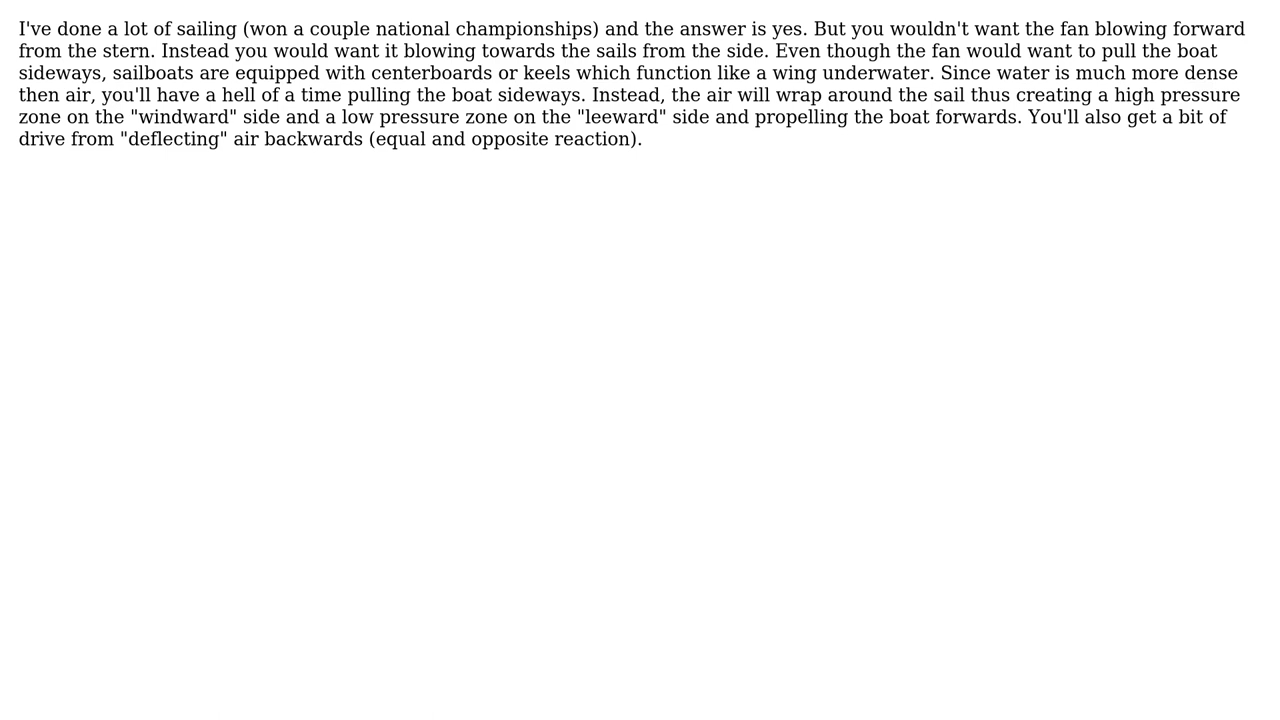 I've done a lot of sailing (won a couple national championships) and the answer is yes. But you wouldn't want the fan blowing forward
from the stern. Instead you would want it blowing towards the sails from the side. Even though the fan would want to pull the boat
sideways, sailboats are equipped with centerboards or keels which function like a wing underwater. Since water is much more dense
then air, you'll have a hell of a time pulling the boat sideways. Instead, the air will wrap around the sail thus creating a high pressure
zone on the "windward" side and a low pressure zone on the "leeward" side and propelling the boat forwards. You'll also get a bit of
drive from "deflecting" air backwards (equal and opposite reaction).